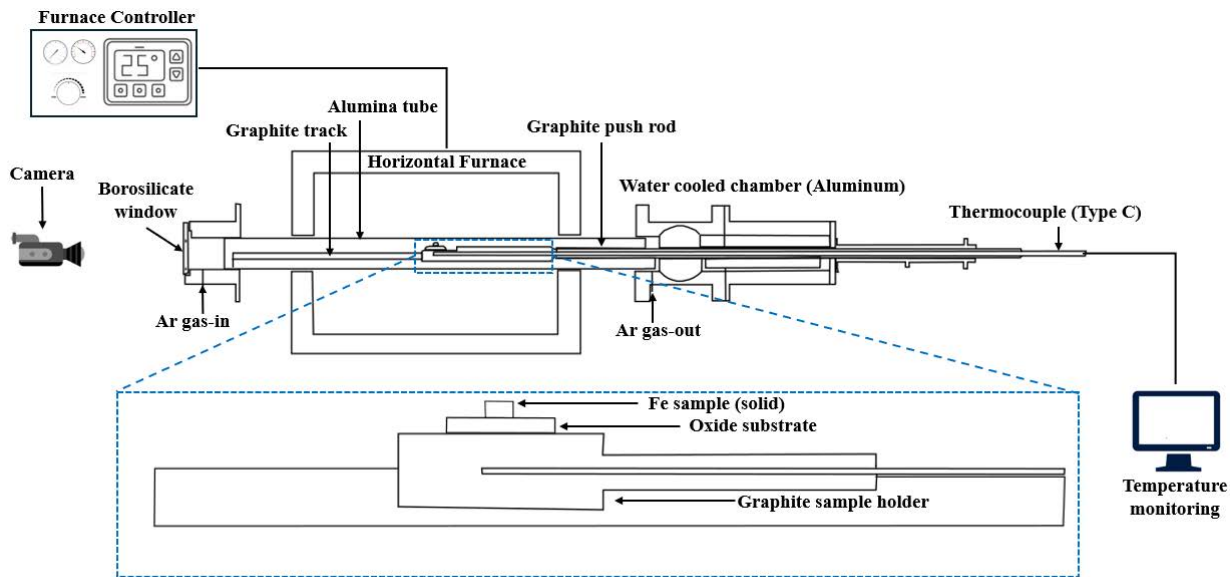 Furnace Controller
25°
Alumina tube
Graphite track
Graphite push rod
Horizontal Furnace
Camera
Borosilicate
window
Water cooled chamber (Aluminum)
Thermocouple (Type C)
Ar gas-in
Ar gas-out
Fe sample (solid)
Oxide substrate
Graphite sample holder
Temperature
monitoring